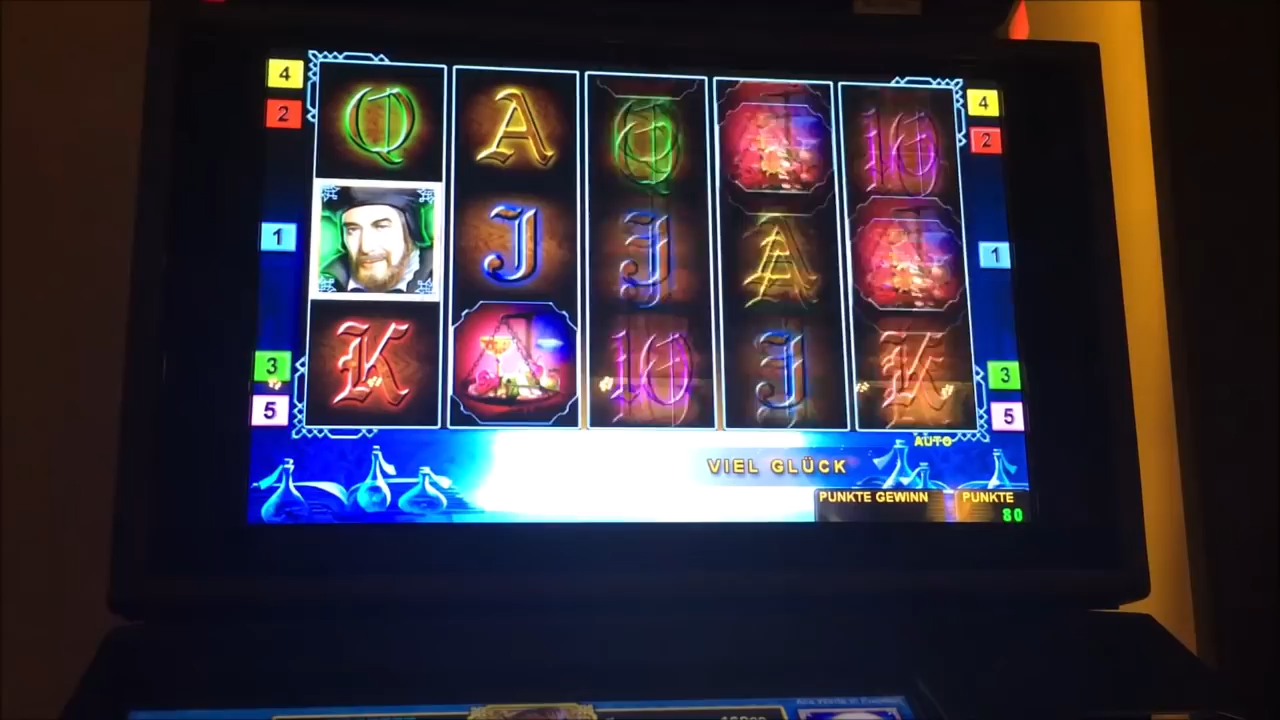 4 Q A Q 10 4
2 2
1 J J A 1
K 10 J K
3 3
5 5
AUTO
VIEL GLÜCK
PUNKTE GEWINN PUNKTE
80